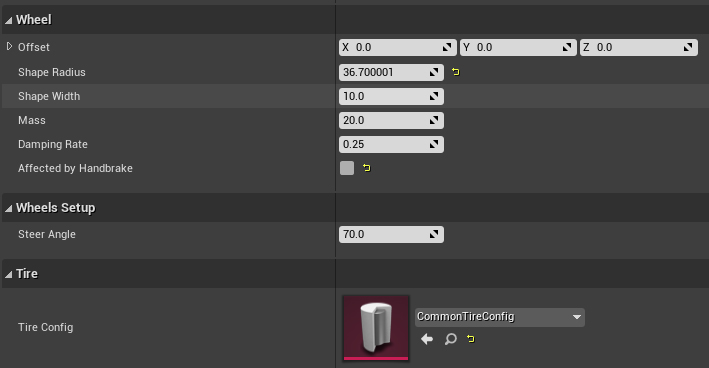 Wheel
Offset X 0.0 Y 0.0 Z 0.0
Shape Radius 36.700001
Shape Width 10.0
Mass 20.0
Damping Rate 0.25
Affected by Handbrake
Wheels Setup
Steer Angle 70.0
Tire
Tire Config CommonTireConfig